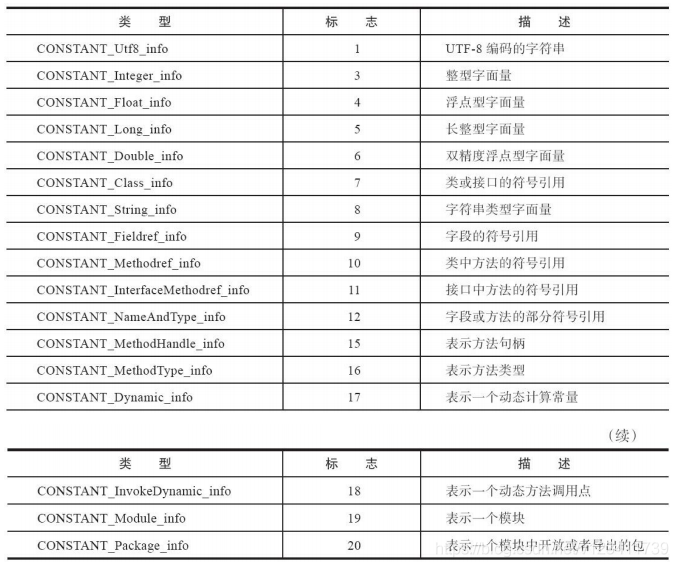 类 型 标 志 描 述
CONSTANT_Utf8_info 1 UTF-8 编码的字符串
CONSTANT_Integer_info 3 整型字面量
CONSTANT_Float_info 4 浮点型字面量
CONSTANT_Long_info 5 长整型字面量
CONSTANT_Double_info 6 双精度浮点型字面量
CONSTANT_Class_info 7 类或接口的符号引用
CONSTANT_String_info 8 字符串类型字面量
CONSTANT_Fieldref_info 9 字段的符号引用
CONSTANT_Methodref_info 10 类中方法的符号引用
CONSTANT_InterfaceMethodref_info 11 接口中方法的符号引用
CONSTANT_NameAndType_info 12 字段或方法的部分符号引用
CONSTANT_MethodHandle_info 15 表示方法句柄
CONSTANT_MethodType_info 16 表示方法类型
CONSTANT_Dynamic_info 17 表示一个动态计算常量
（续）
类 型 标 志 描 述
CONSTANT_InvokeDynamic_info 18 表示一个动态方法调用点
CONSTANT_Module_info 19 表示一个模块
CONSTANT_Package_info 20 表示一个模块中开放或者导出的包